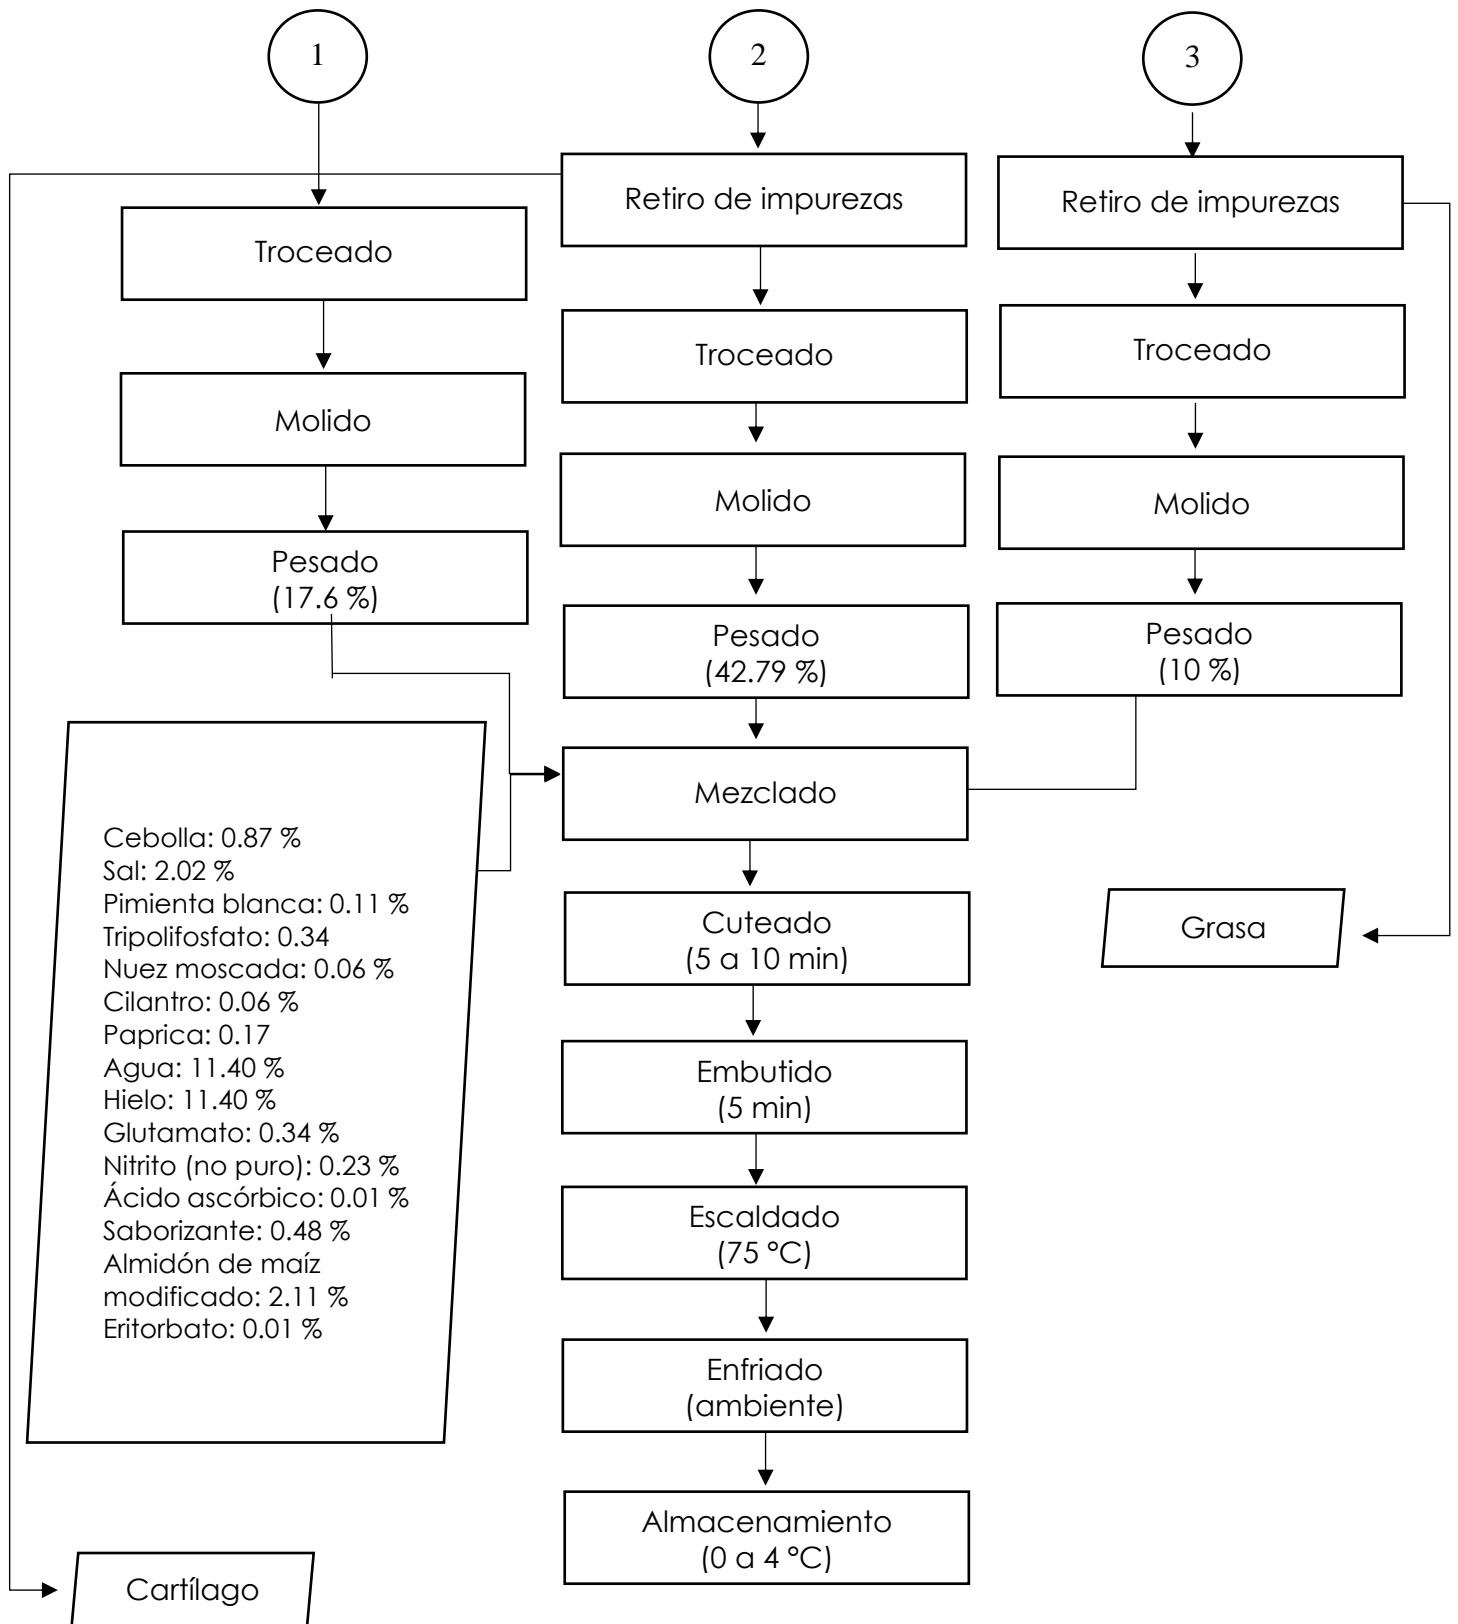 1
2
3
Troceado
Molido
Pesado
(17.6 %)
Retiro de impurezas
Troceado
Molido
Pesado
(42.79 %)
Retiro de impurezas
Troceado
Molido
Pesado
(10 %)
Cebolla: 0.87 %
Sal: 2.02 %
Pimienta blanca: 0.11 %
Tripolifosfato: 0.34
Nuez moscada: 0.06 %
Cilantro: 0.06 %
Paprica: 0.17
Agua: 11.40 %
Hielo: 11.40 %
Glutamato: 0.34 %
Nitrito (no puro): 0.23 %
Ácido ascórbico: 0.01 %
Saborizante: 0.48 %
Almidón de maíz
modificado: 2.11 %
Eritorbato: 0.01 %
Mezclado
Cuteado
(5 a 10 min)
Embutido
(5 min)
Escaldado
(75 °C)
Enfriado
(ambiente)
Almacenamiento
(0 a 4 °C)
Grasa
Cartílago